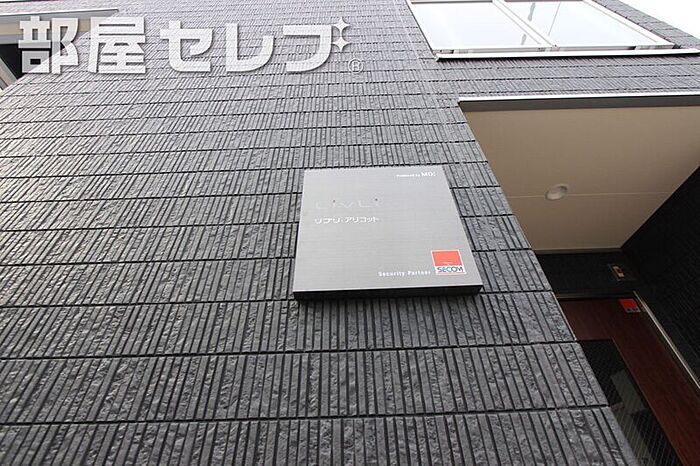 部屋セレブ®
Produced by MDI
LiVLi
リブリ・アリコット
Security Partner
SECOM